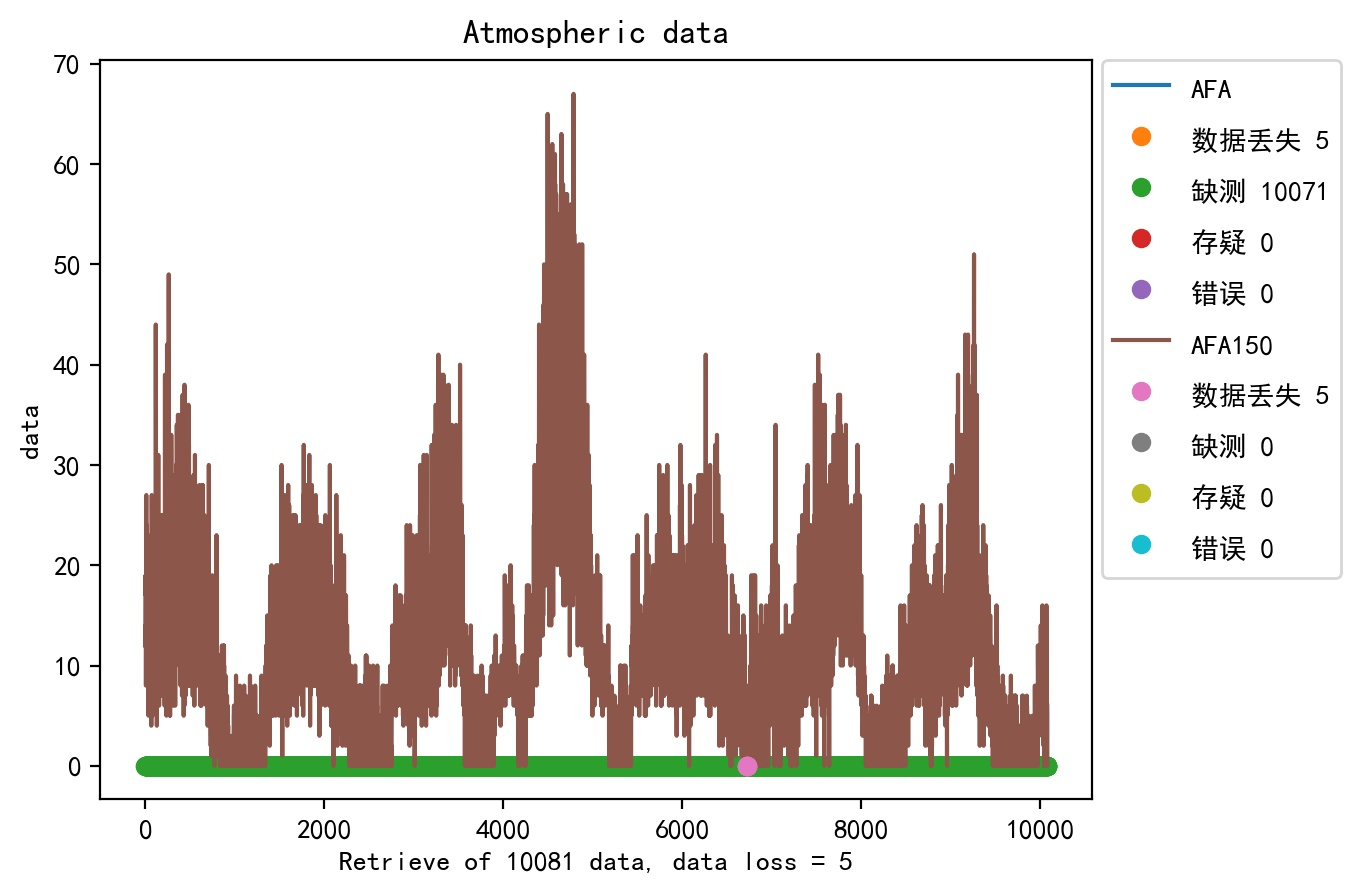 Atmospheric data
70
60
50
40
30
20
10
0
data
0 2000 4000 6000 8000 10000
Retrieve of 10081 data, data loss = 5
AFA
数据丢失 5
缺测 10071
存疑 0
错误 0
AFA150
数据丢失 5
缺测 0
存疑 0
错误 0